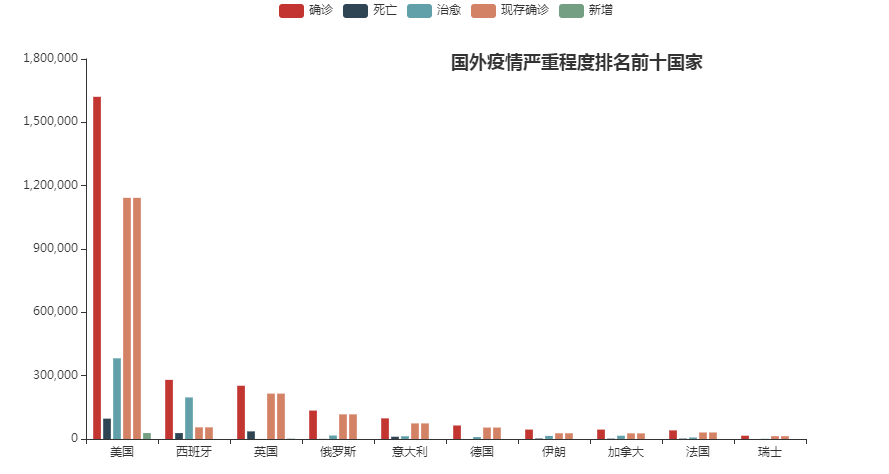 确诊 死亡 治愈 现存确诊 新增
国外疫情严重程度排名前十国家
1,800,000
1,500,000
1,200,000
900,000
600,000
300,000
0
美国 西班牙 英国 俄罗斯 意大利 德国 伊朗 加拿大 法国 瑞士